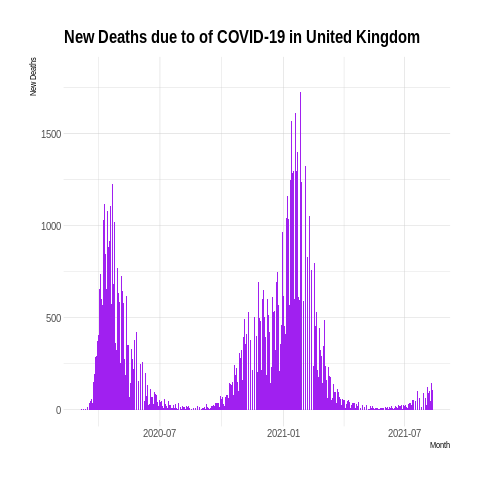 New Deaths due to of COVID-19 in United Kingdom
New Deaths
1500
1000
500
0
2020-07
2021-01
2021-07
Month